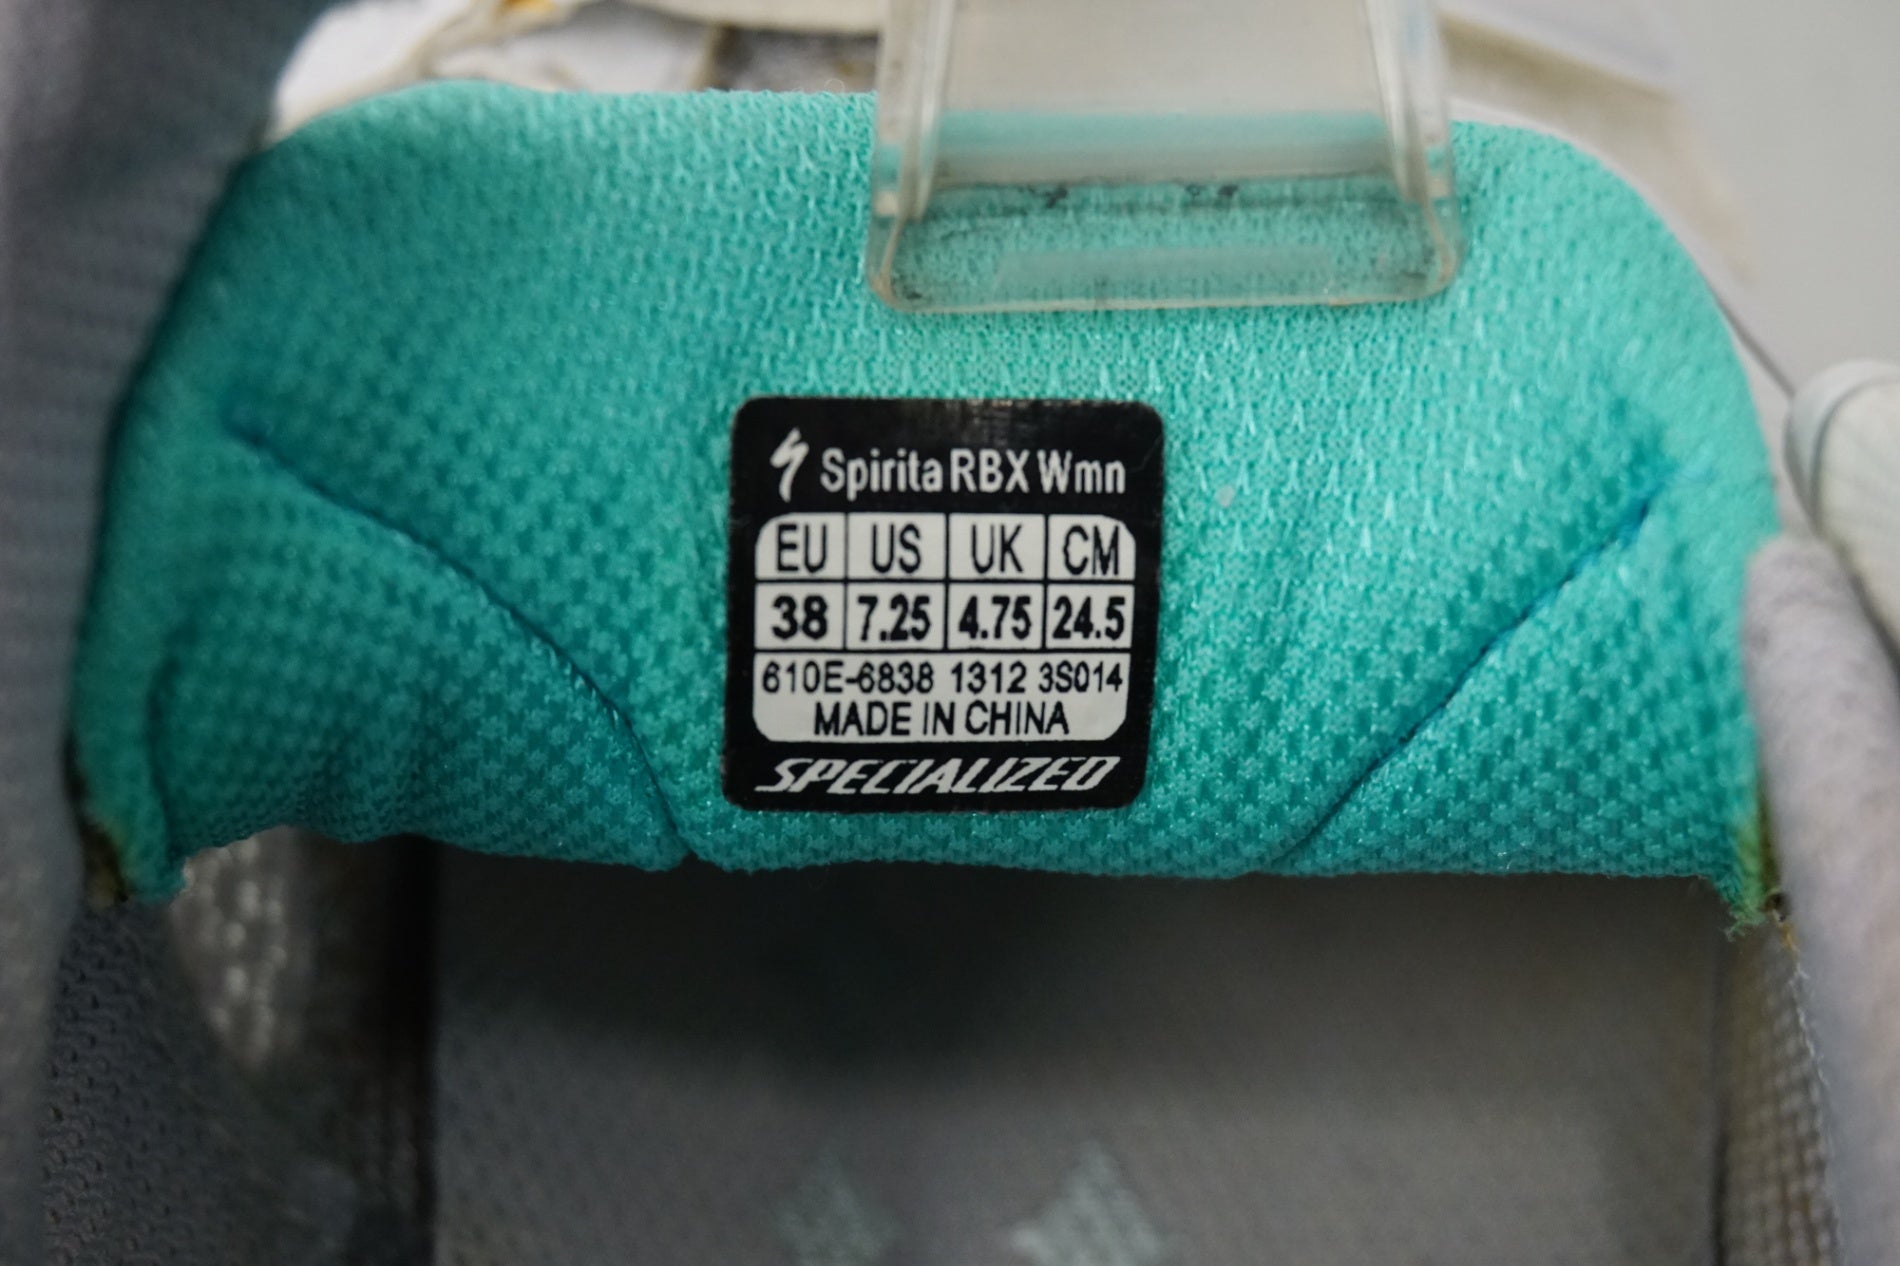 Spirita RBX Wmn
EU US UK CM
38 7.25 4.75 24.5
610E-6838 1312 3S014
MADE IN CHINA
SPECIALIZED